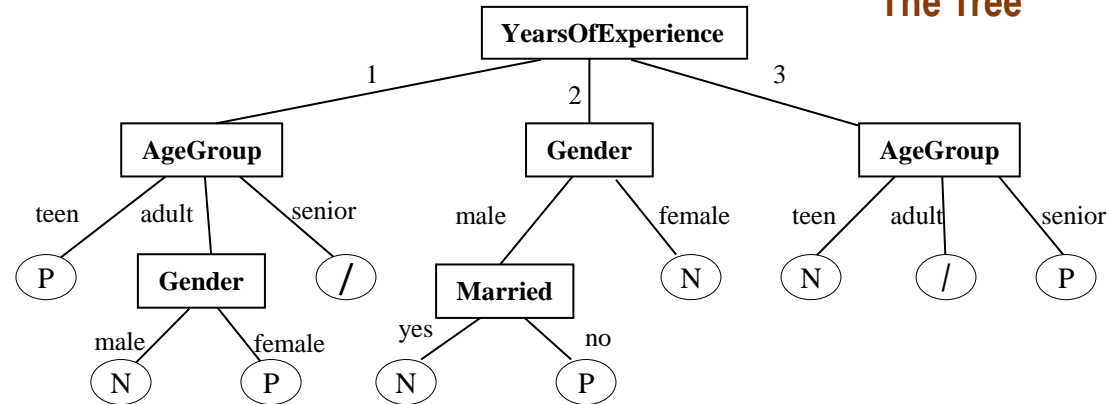 The Tree
YearsOfExperience
1
2
3
AgeGroup
Gender
AgeGroup
teen
adult
senior
male
female
teen
adult
senior
P
Gender
/
Married
N
N
/
P
male
female
yes
no
N
P
N
P